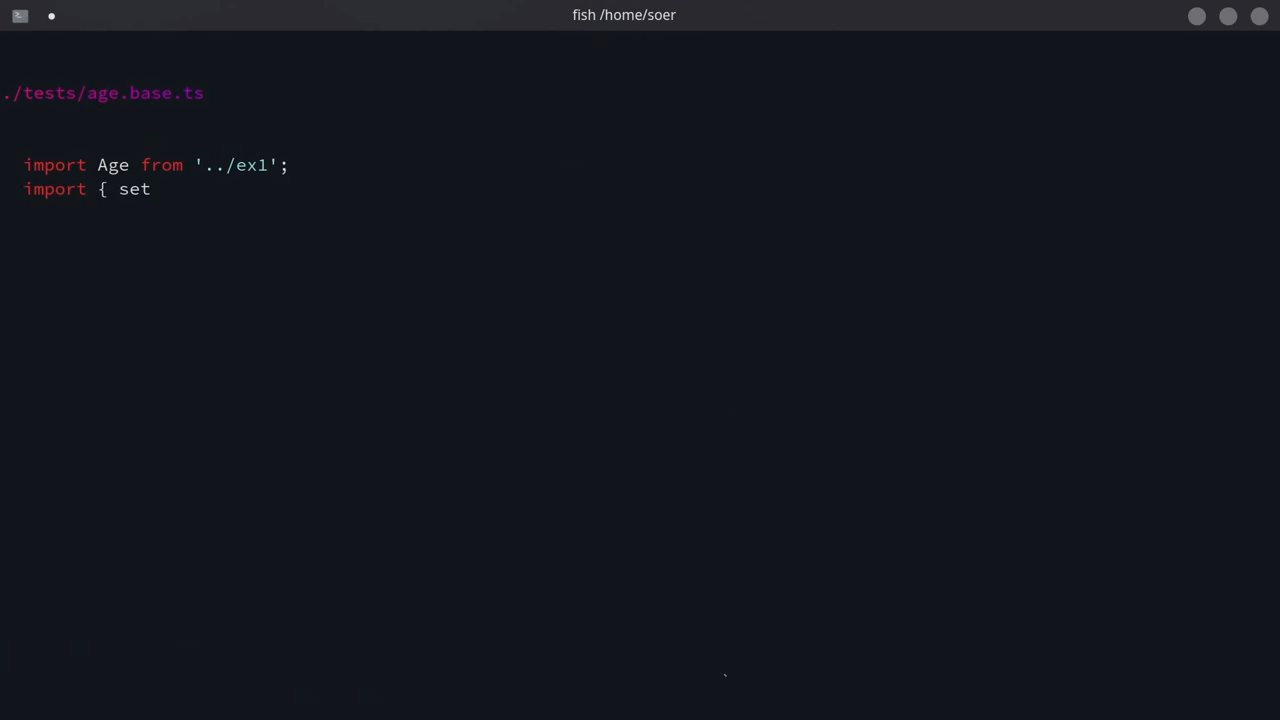 fish /home/soer
./tests/age.base.ts
import Age from '../ex1';
import { set
`